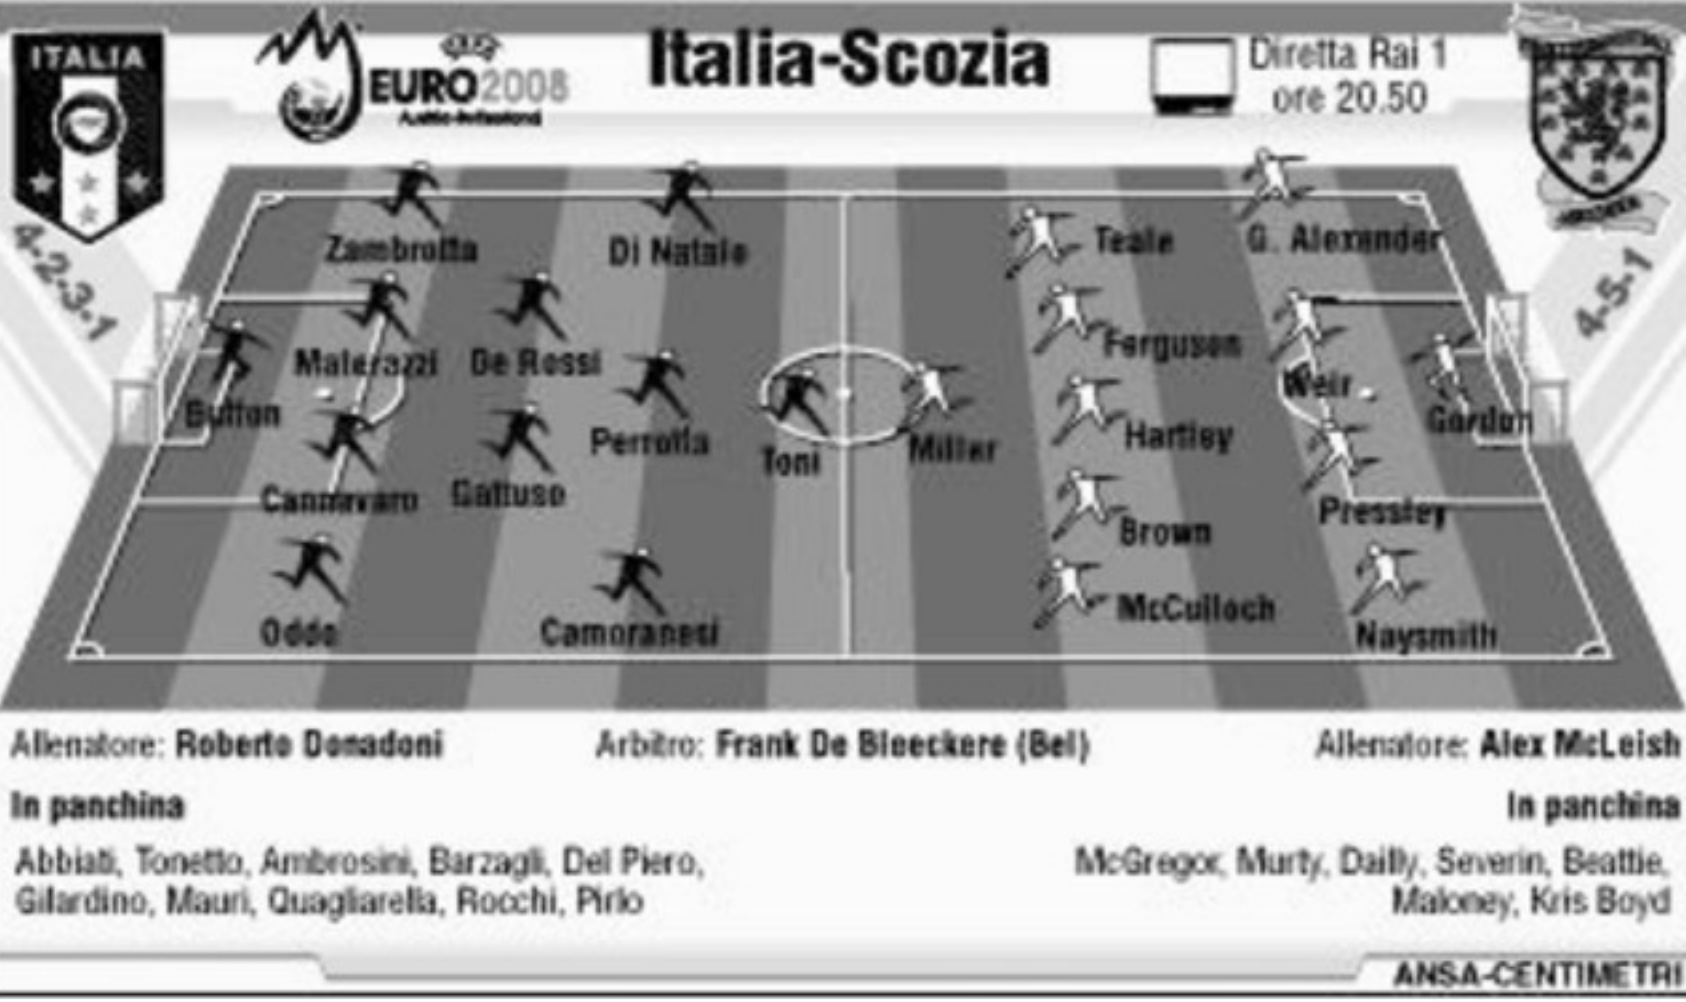 ITALIA
UEFA
EURO2008
Austria-Switzerland
Italia-Scozia
Diretta Rai 1
ore 20.50
4-2-3-1
4-5-1
Zambrotta
Di Natale
Teale
G. Alexander
Materazzi
De Rossi
Ferguson
Weir
Buffon
Perrotta
Toni
Miller
Hartley
Gordon
Cannavaro
Gattuso
Brown
Pressley
Oddo
Camoranesi
McCulloch
Naysmith
Allenatore: Roberto Donadoni
Arbitro: Frank De Bleeckere (Bel)
Allenatore: Alex McLeish
In panchina
Abbiati, Tonetto, Ambrosini, Barzagli, Del Piero,
Gilardino, Mauri, Quagliarella, Rocchi, Pirlo
In panchina
McGregor, Murty, Dailly, Severin, Beattie,
Maloney, Kris Boyd
ANSA-CENTIMETRI